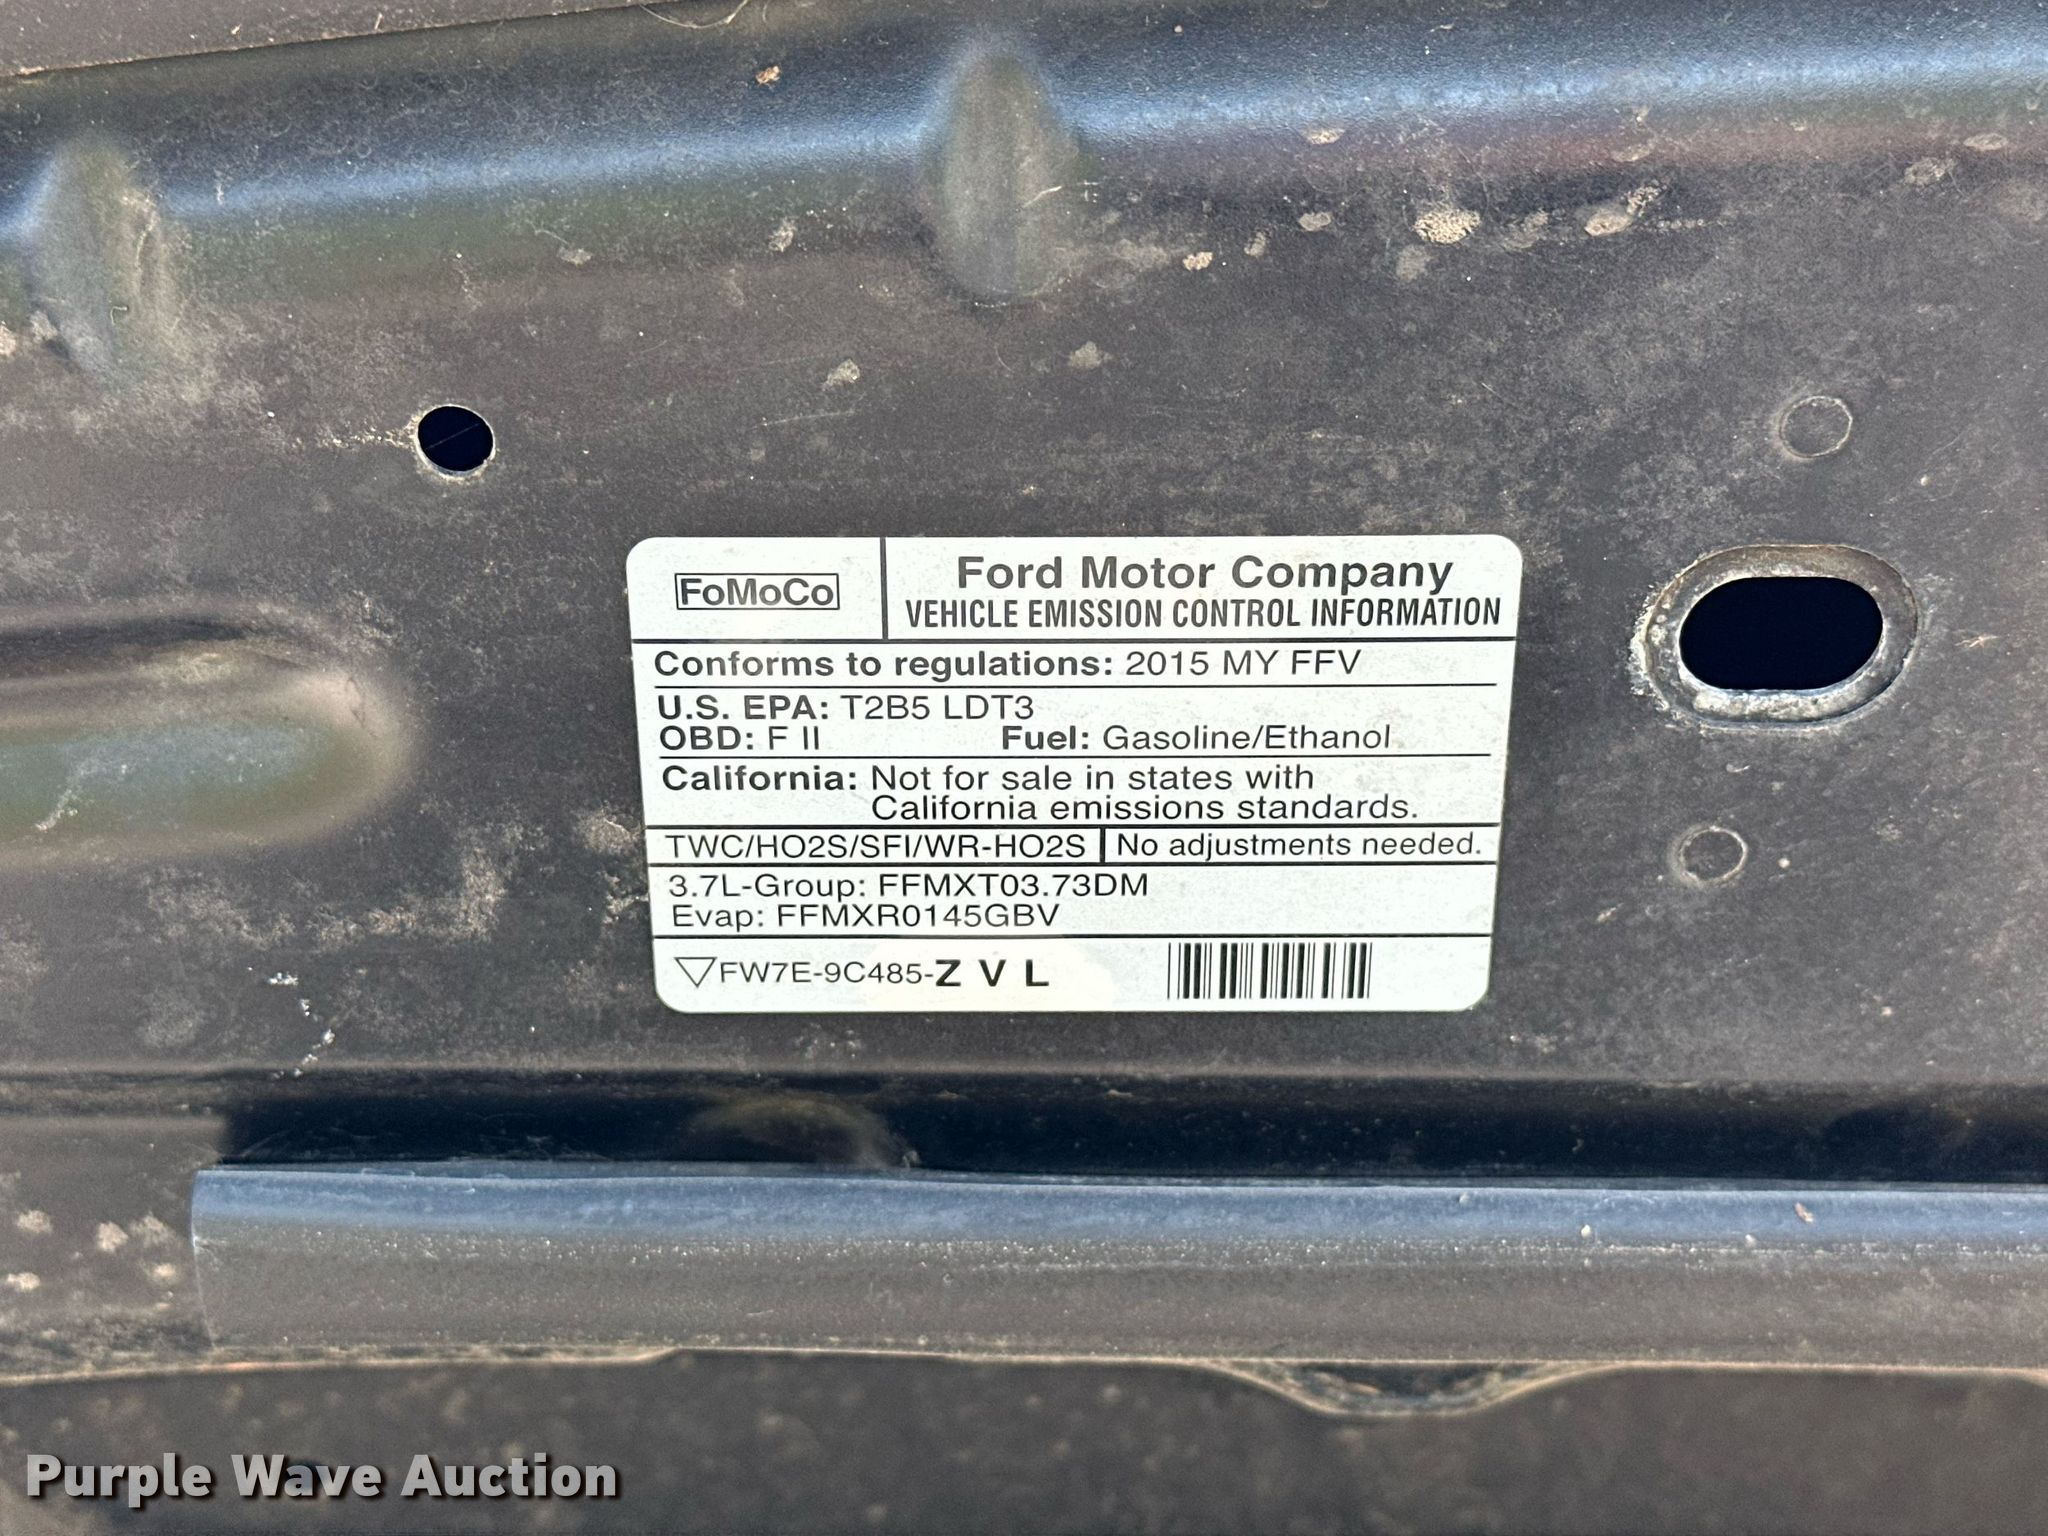 FoMoCo
Ford Motor Company
VEHICLE EMISSION CONTROL INFORMATION
Conforms to regulations: 2015 MY FFV
U.S. EPA: T2B5 LDT3
OBD: F II Fuel: Gasoline/Ethanol
California: Not for sale in states with
California emissions standards.
TWC/HO2S/SFI/WR-HO2S No adjustments needed.
3.7L-Group: FFMXT03.73DM
Evap: FFMXR0145GBV
FW7E-9C485-Z V L
Purple Wave Auction